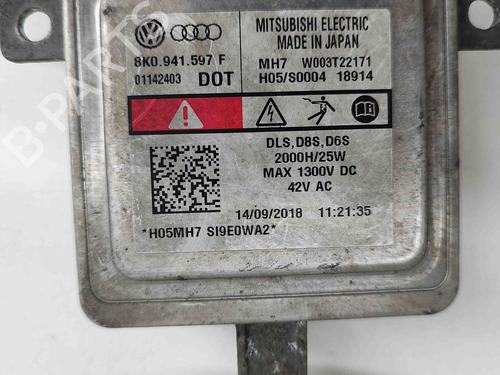 MITSUBISHI ELECTRIC
MADE IN JAPAN
8K0.941.597 F
01142403 DOT
MH7 W003T22171
H05/S0004 18914
DLS,D8S,D6S
2000H/25W
MAX 1300V DC
42V AC
14/09/2018 11:21:35
*H05MH7 SI9E0WA2*
B-PARTS